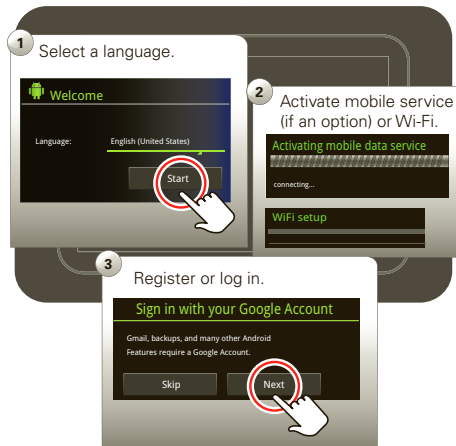 1
Select a language.
Welcome
Language: English (United States)
Start
2
Activate mobile service
(if an option) or Wi-Fi.
Activating mobile data service
connecting...
WiFi setup
3
Register or log in.
Sign in with your Google Account
Gmail, backups, and many other Android
Features require a Google Account.
Skip Next